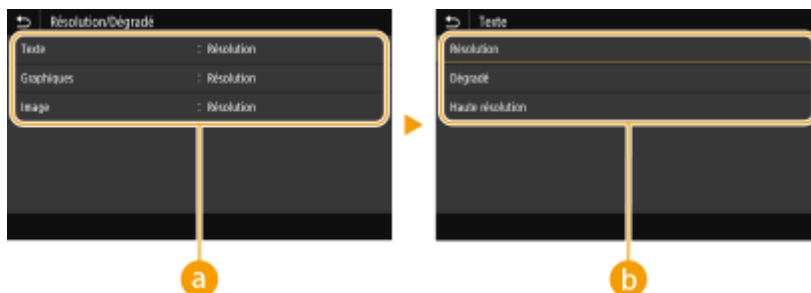 Résolution/Dégradé
Texte : Résolution
Graphiques : Résolution
Image : Résolution
a
Texte
Résolution
Dégradé
Haute résolution
b